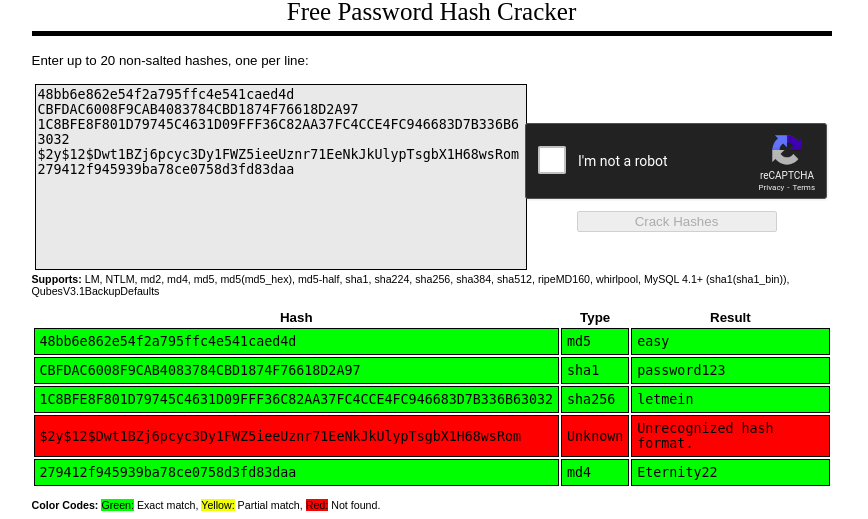 Free Password Hash Cracker
Enter up to 20 non-salted hashes, one per line:
48bb6e862e54f2a795ffc4e541caed4d
CBFDAC6008F9CAB4083784CBD1874F76618D2A97
1C8BFE8F801D79745C4631D09FFF36C82AA37FC4CCE4FC946683D7B336B6
3032
$2y$12$Dwt1BZj6pcyc3Dy1FWZ5ieeUznr71EeNkJkUlypTsgbX1H68wsRom
279412f945939ba78ce0758d3fd83daa
I'm not a robot
reCAPTCHA
Privacy - Terms
Crack Hashes
Supports: LM, NTLM, md2, md4, md5, md5(md5_hex), md5-half, sha1, sha224, sha256, sha384, sha512, ripeMD160, whirlpool, MySQL 4.1+ (sha1(sha1_bin)),
QubesV3.1BackupDefaults
Hash Type Result
48bb6e862e54f2a795ffc4e541caed4d md5 easy
CBFDAC6008F9CAB4083784CBD1874F76618D2A97 sha1 password123
1C8BFE8F801D79745C4631D09FFF36C82AA37FC4CCE4FC946683D7B336B63032 sha256 letmein
$2y$12$Dwt1BZj6pcyc3Dy1FWZ5ieeUznr71EeNkJkUlypTsgbX1H68wsRom Unknown Unrecognized hash
format.
279412f945939ba78ce0758d3fd83daa md4 Eternity22
Color Codes: Green: Exact match, Yellow: Partial match, Red: Not found.